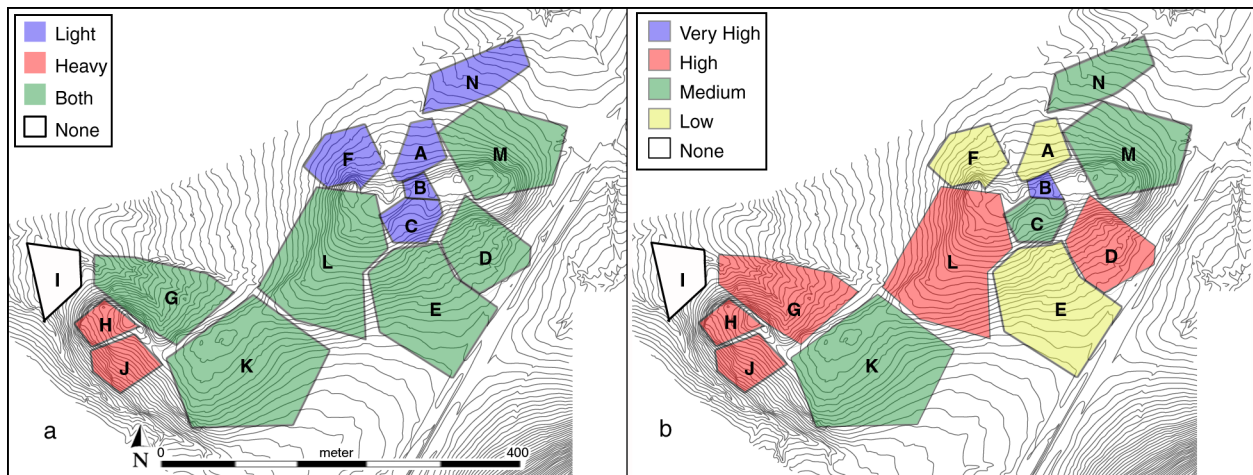 Light
Heavy
Both
None
N
F
A
M
B
C
L
D
I
G
E
H
J
K
a
N
0 meter 400
Very High
High
Medium
Low
None
N
F
A
M
B
C
L
D
I
G
E
H
J
K
b